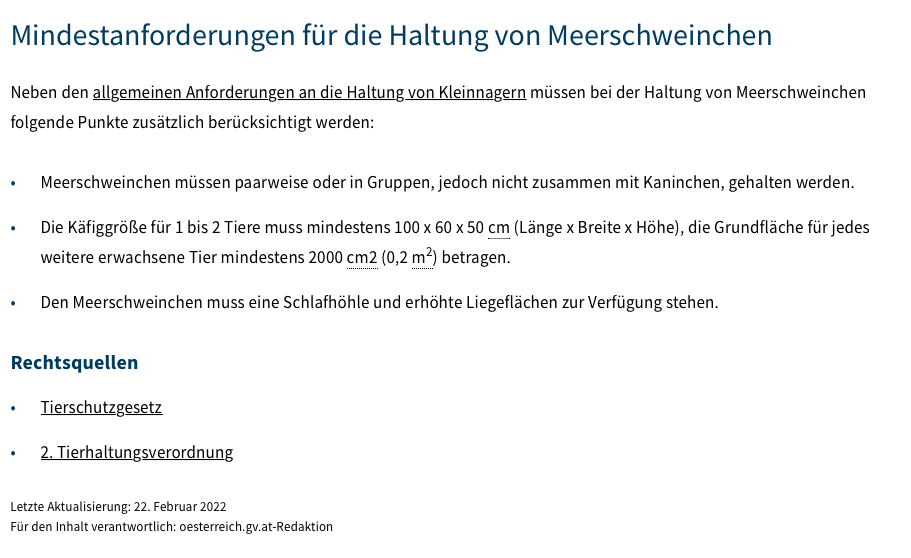 Mindestanforderungen für die Haltung von Meerschweinchen
Neben den allgemeinen Anforderungen an die Haltung von Kleinnagern müssen bei der Haltung von Meerschweinchen
folgende Punkte zusätzlich berücksichtigt werden:
• Meerschweinchen müssen paarweise oder in Gruppen, jedoch nicht zusammen mit Kaninchen, gehalten werden.
• Die Käfiggröße für 1 bis 2 Tiere muss mindestens 100 x 60 x 50 cm (Länge x Breite x Höhe), die Grundfläche für jedes
weitere erwachsene Tier mindestens 2000 cm2 (0,2 m²) betragen.
• Den Meerschweinchen muss eine Schlafhöhle und erhöhte Liegeflächen zur Verfügung stehen.
Rechtsquellen
• Tierschutzgesetz
• 2. Tierhaltungsverordnung
Letzte Aktualisierung: 22. Februar 2022
Für den Inhalt verantwortlich: oesterreich.gv.at-Redaktion